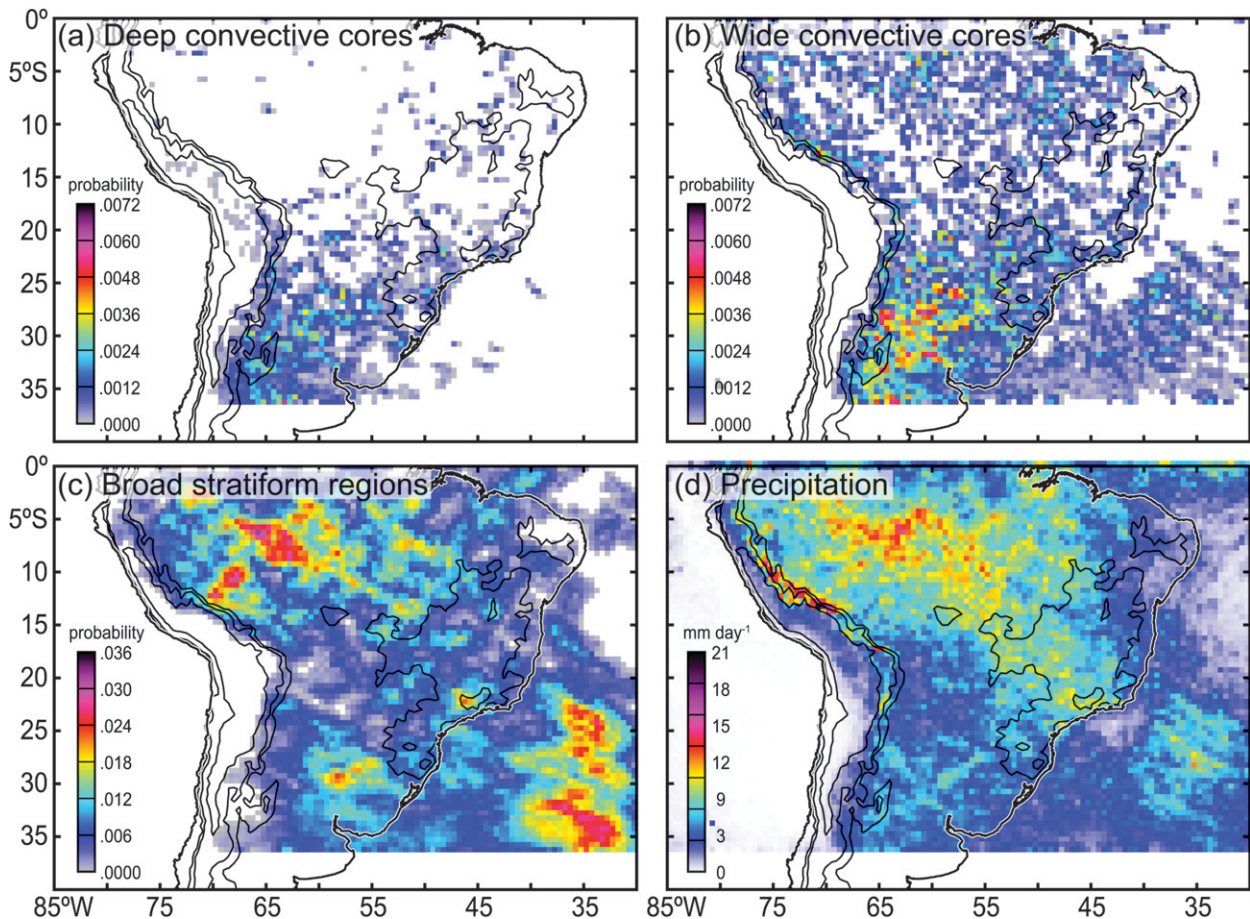 (a) Deep convective cores
(b) Wide convective cores
0º
5ºS
10
15
20
25
30
35
probability
.0072
.0060
.0048
.0036
.0024
.0012
.0000
probability
.0072
.0060
.0048
.0036
.0024
.0012
.0000
(c) Broad stratiform regions
(d) Precipitation
0º
5ºS
10
15
20
25
30
35
probability
.036
.030
.024
.018
.012
.006
.0000
mm day-1
21
18
15
12
9
3
0
85ºW 75 65 55 45 35
85ºW 75 65 55 45 35